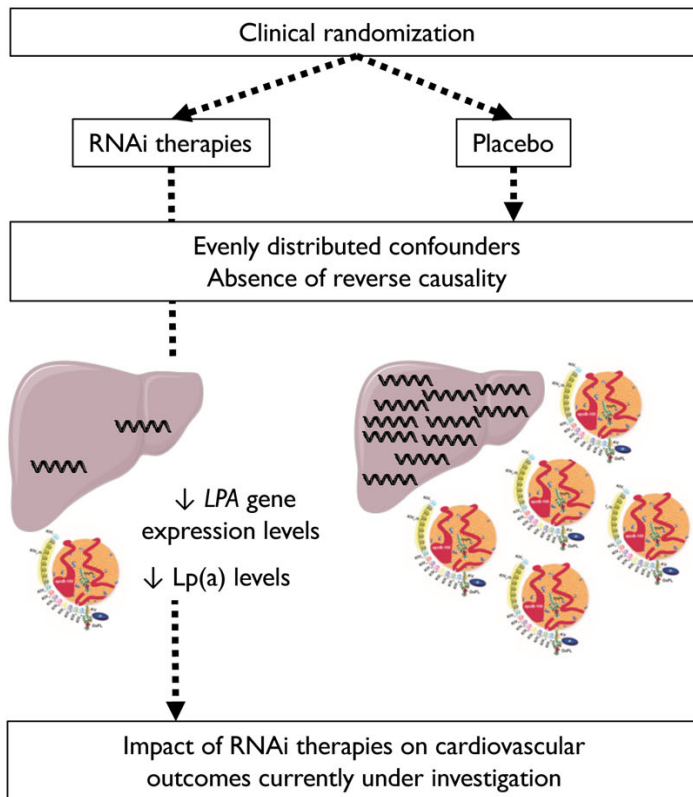 Clinical randomization
RNAi therapies
Placebo
Evenly distributed confounders
Absence of reverse causality
↓ LPA gene
expression levels
↓ Lp(a) levels
Impact of RNAi therapies on cardiovascular
outcomes currently under investigation